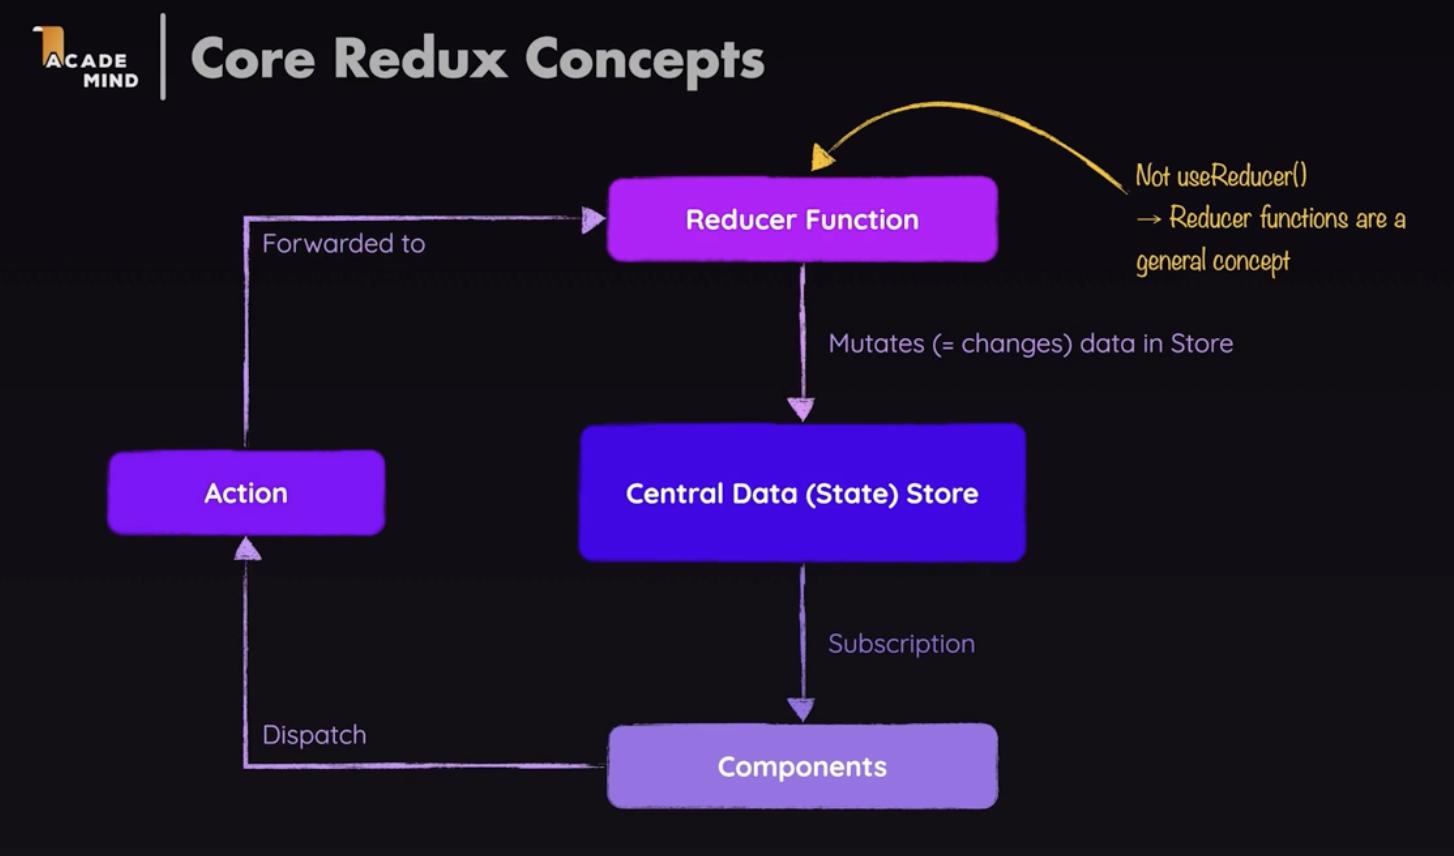 ACADE
MIND
Core Redux Concepts
Not useReducer()
→ Reducer functions are a
general concept
Reducer Function
Forwarded to
Mutates (= changes) data in Store
Action
Central Data (State) Store
Subscription
Dispatch
Components